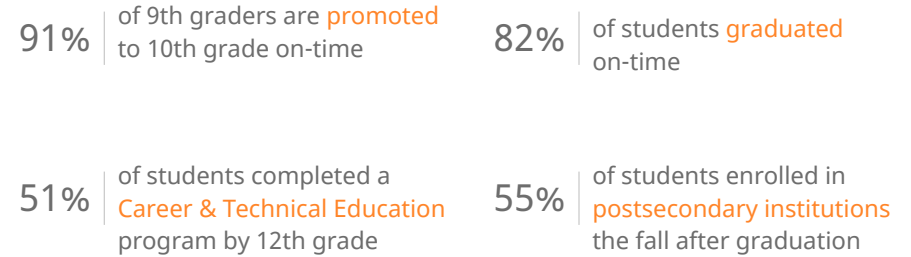 91%
of 9th graders are promoted
to 10th grade on-time
82%
of students graduated
on-time
51%
of students completed a
Career & Technical Education
program by 12th grade
55%
of students enrolled in
postsecondary institutions
the fall after graduation